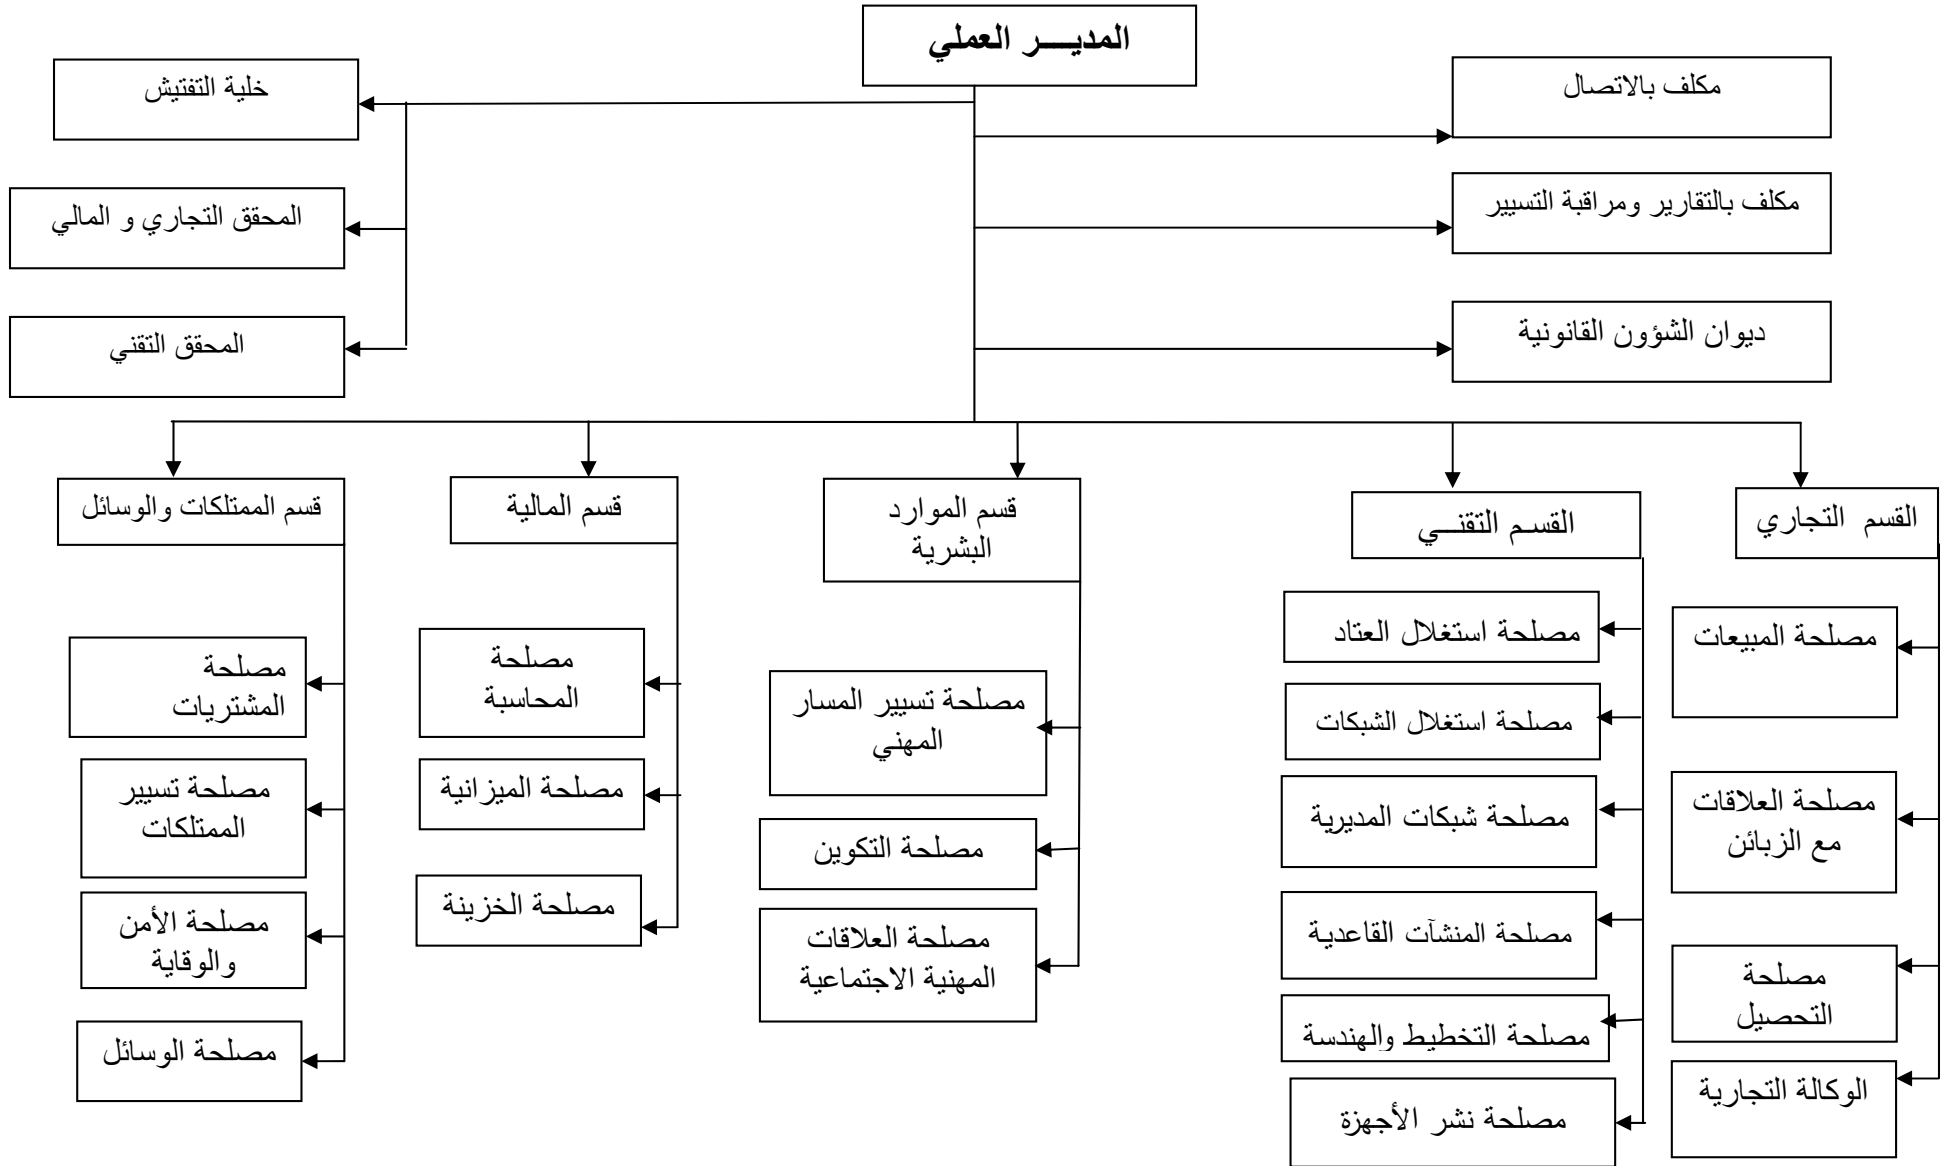 المديـــر العملي
مكلف بالاتصال
خلية التفتيش
مكلف بالتقارير ومراقبة التسيير
المحقق التجاري و المالي
ديوان الشؤون القانونية
المحقق التقني
القسم التجاري
القسم التقنــي
قسم الموارد
البشرية
قسم المالية
قسم الممتلكات والوسائل
مصلحة المبيعات
مصلحة العلاقات
مع الزبائن
مصلحة
التحصيل
الوكالة التجارية
مصلحة استغلال العتاد
مصلحة استغلال الشبكات
مصلحة شبكات المديرية
مصلحة المنشآت القاعدية
مصلحة التخطيط والهندسة
مصلحة نشر الأجهزة
مصلحة تسيير المسار
المهني
مصلحة التكوين
مصلحة العلاقات
المهنية الاجتماعية
مصلحة
المحاسبة
مصلحة الميزانية
مصلحة الخزينة
مصلحة
المشتريات
مصلحة تسيير
الممتلكات
مصلحة الأمن
والوقاية
مصلحة الوسائل